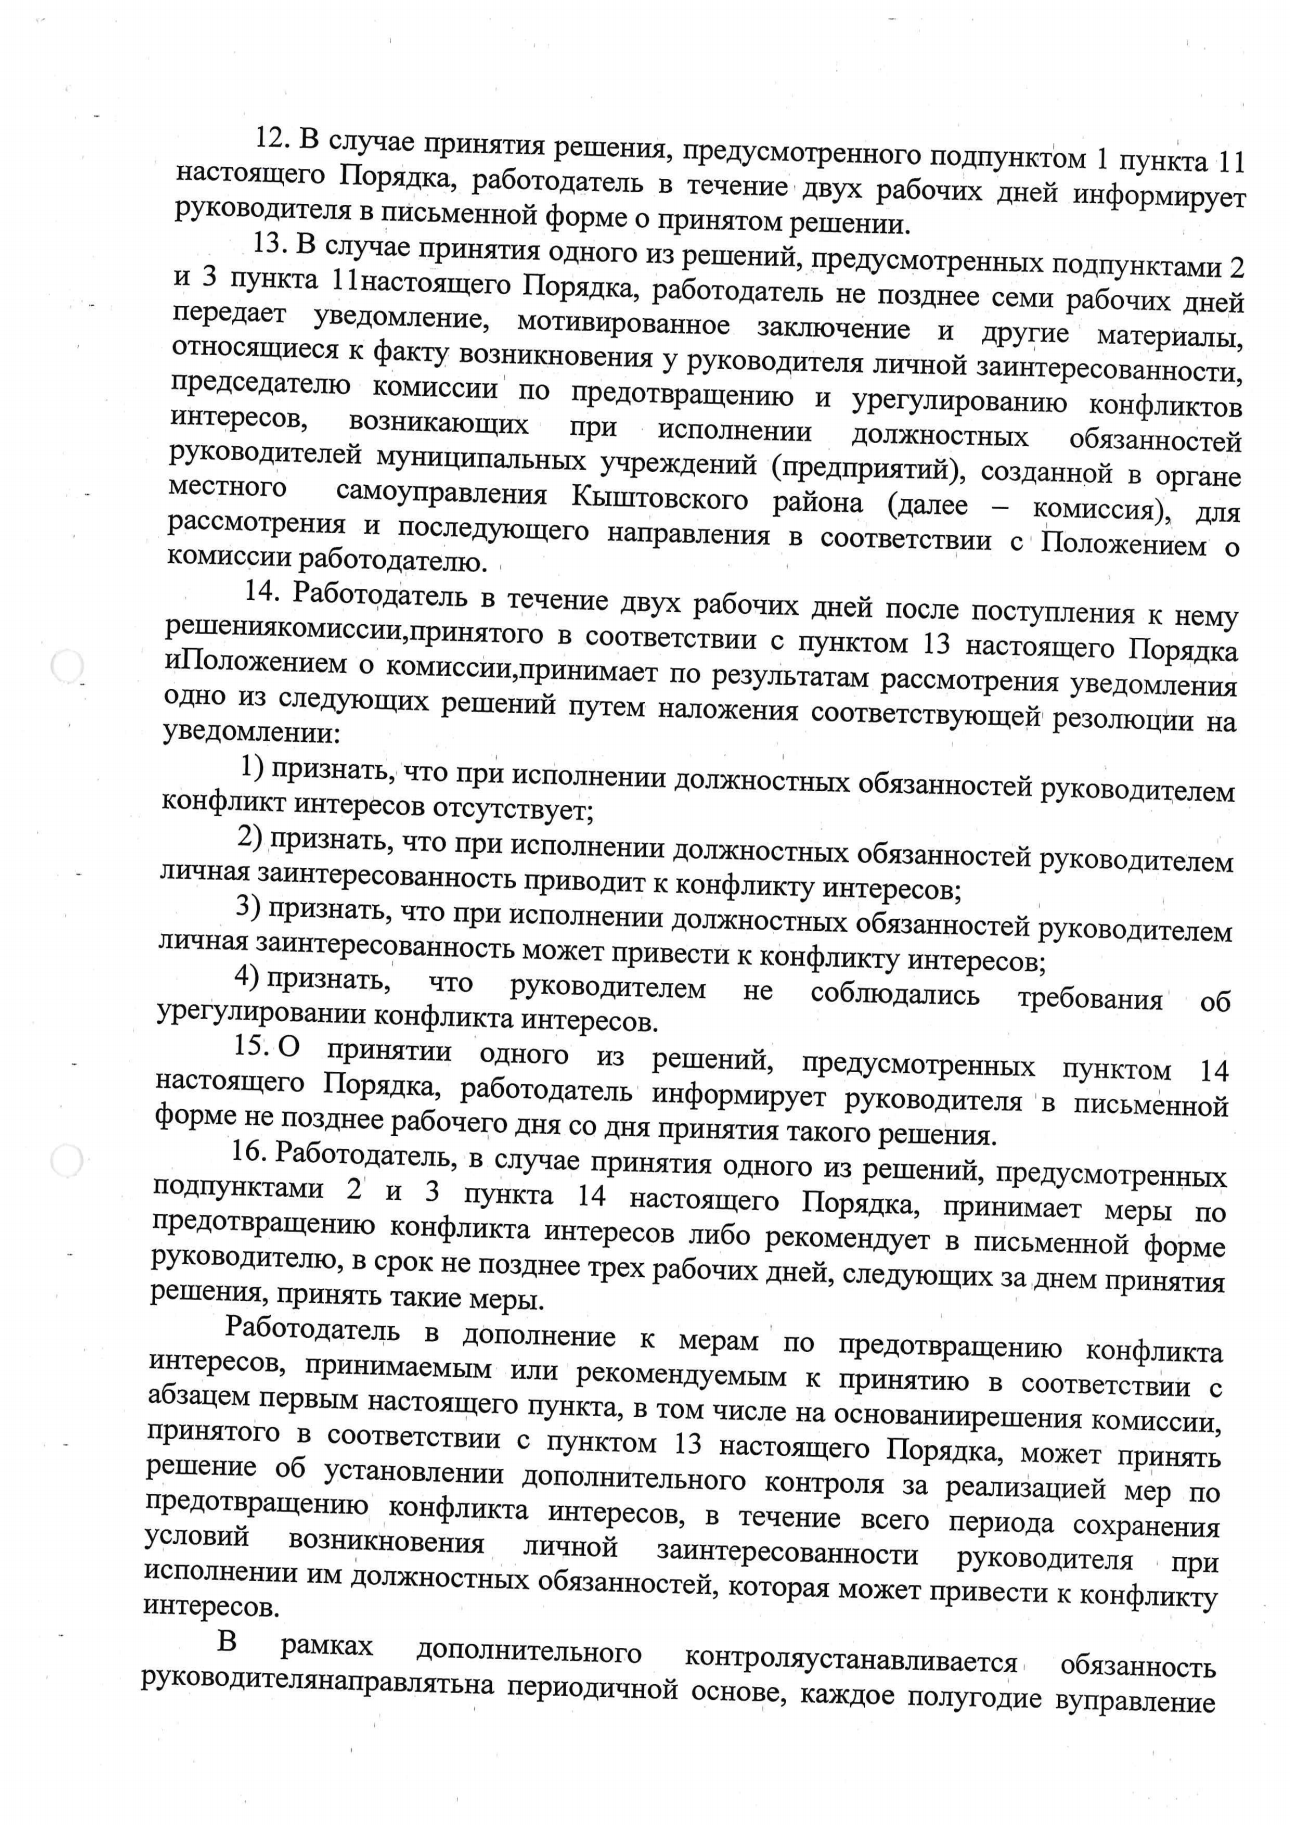 12. В случае принятия решения, предусмотренного подпунктом 1 пункта 11
настоящего Порядка, работодатель в течение двух рабочих дней информирует
руководителя в письменной форме о принятом решении.
13. В случае принятия одного из решений, предусмотренных подпунктами 2
и 3 пункта 11настоящего Порядка, работодатель не позднее семи рабочих дней
передает уведомление, мотивированное заключение и другие материалы,
относящиеся к факту возникновения у руководителя личной заинтересованности,
председателю комиссии по предотвращению и урегулированию конфликтов
интересов, возникающих при исполнении должностных обязанностей
руководителей муниципальных учреждений (предприятий), созданной в органе
местного самоуправления Кыштовского района (далее – комиссия), для
рассмотрения и последующего направления в соответствии с Положением о
комиссии работодателю.
14. Работодатель в течение двух рабочих дней после поступления к нему
решениякомиссии,принятого в соответствии с пунктом 13 настоящего Порядка
иПоложением о комиссии,принимает по результатам рассмотрения уведомления
одно из следующих решений путем наложения соответствующей резолюции на
уведомлении:
1) признать, что при исполнении должностных обязанностей руководителем
конфликт интересов отсутствует;
2) признать, что при исполнении должностных обязанностей руководителем
личная заинтересованность приводит к конфликту интересов;
3) признать, что при исполнении должностных обязанностей руководителем
личная заинтересованность может привести к конфликту интересов;
4) признать, что руководителем не соблюдались требования об
урегулировании конфликта интересов.
15. О принятии одного из решений, предусмотренных пунктом 14
настоящего Порядка, работодатель информирует руководителя в письменной
форме не позднее рабочего дня со дня принятия такого решения.
16. Работодатель, в случае принятия одного из решений, предусмотренных
подпунктами 2 и 3 пункта 14 настоящего Порядка, принимает меры по
предотвращению конфликта интересов либо рекомендует в письменной форме
руководителю, в срок не позднее трех рабочих дней, следующих за днем принятия
решения, принять такие меры.
Работодатель в дополнение к мерам по предотвращению конфликта
интересов, принимаемым или рекомендуемым к принятию в соответствии с
абзацем первым настоящего пункта, в том числе на основаниирешения комиссии,
принятого в соответствии с пунктом 13 настоящего Порядка, может принять
решение об установлении дополнительного контроля за реализацией мер по
предотвращению конфликта интересов, в течение всего периода сохранения
условий возникновения личной заинтересованности руководителя при
исполнении им должностных обязанностей, которая может привести к конфликту
интересов.
В рамках дополнительного контроляустанавливается обязанность
руководителянаправлятьна периодичной основе, каждое полугодие вуправление